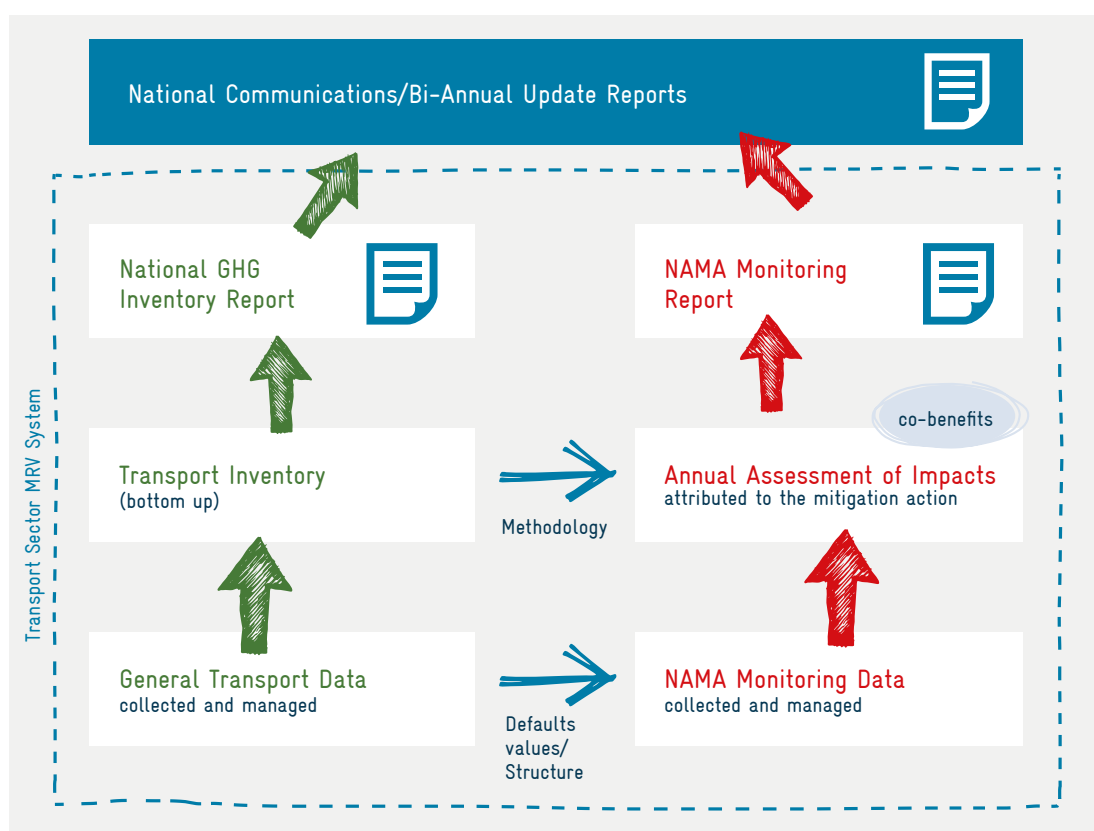 National Communications/Bi-Annual Update Reports
National GHG
Inventory Report
NAMA Monitoring
Report
co-benefits
Transport Inventory
(bottom up)
Methodology
Annual Assessment of Impacts
attributed to the mitigation action
General Transport Data
collected and managed
Defaults
values/
Structure
NAMA Monitoring Data
collected and managed
Transport Sector MRV System